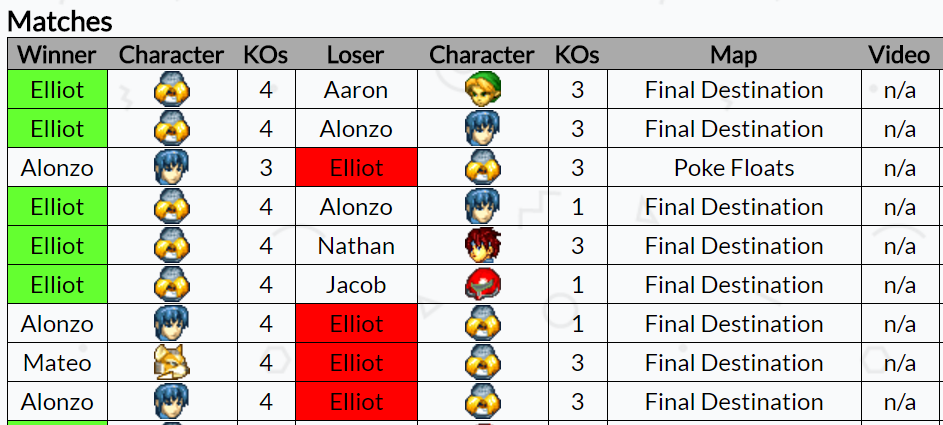 Matches
Winner Character KOs Loser Character KOs Map Video
Elliot 4 Aaron 3 Final Destination n/a
Elliot 4 Alonzo 3 Final Destination n/a
Alonzo 3 Elliot 3 Poke Floats n/a
Elliot 4 Alonzo 1 Final Destination n/a
Elliot 4 Nathan 3 Final Destination n/a
Elliot 4 Jacob 1 Final Destination n/a
Alonzo 4 Elliot 1 Final Destination n/a
Mateo 4 Elliot 3 Final Destination n/a
Alonzo 4 Elliot 3 Final Destination n/a